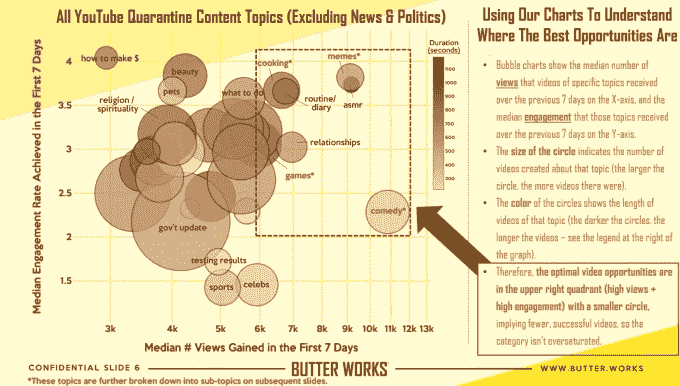 All YouTube Quarantine Content Topics (Excluding News & Politics)
Median Engagement Rate Achieved in the First 7 Days
4
3.5
3
2.5
2
1.5
how to make $
beauty
pets
religion /
spirituality
what to do
cooking*
memes*
routine/
diary
asmr
relationships
games*
comedy*
gov't update
testing results
sports
celebs
Duration
(seconds)
1100
1000
900
800
700
600
500
400
300
3k
4k
5k
6k
7k
8k
9k
10k
11k
12k
13k
Median # Views Gained in the First 7 Days
Using Our Charts To Understand
Where The Best Opportunities Are
• Bubble charts show the median number of
views that videos of specific topics received
over the previous 7 days on the X-axis, and the
median engagement that those topics received
over the previous 7 days on the Y-axis.
• The size of the circle indicates the number of
videos created about that topic (the larger the
circle, the more videos there were).
• The color of the circles shows the length of
videos of that topic (the darker the circles, the
longer the videos – see the legend at the right of
the graph).
• Therefore, the optimal video opportunities are
in the upper right quadrant (high views +
high engagement) with a smaller circle,
implying fewer, successful videos, so the
category isn't oversaturated.
CONFIDENTIAL SLIDE 6
BUTTER WORKS
WWW.BUTTER.WORKS
*These topics are further broken down into sub-topics on subsequent slides.